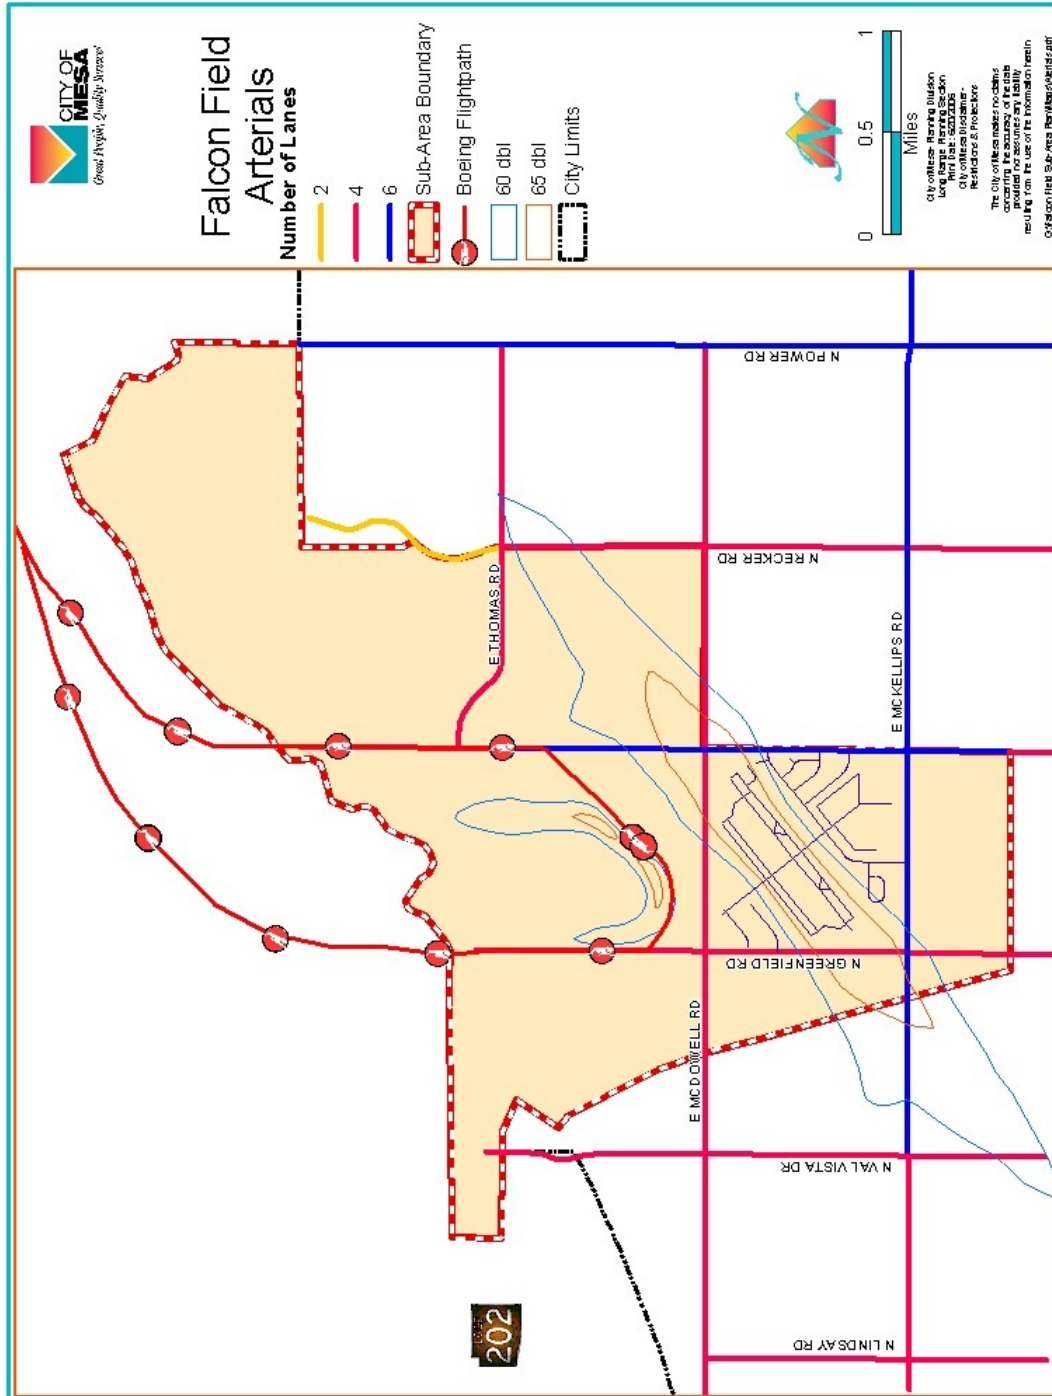 CITY OF
MESA
Great People, Quality Service!
Falcon Field
Arterials
Number of Lanes
2
4
6
Sub-Area Boundary
Boeing Flightpath
60 dbl
65 dbl
City Limits
N
0
0.5
1
Miles
City of Mesa - Planning Division
Long Range Planning Section
Print Date:
City of Mesa Disclaimer -
Restrictions & Protections
The City of Mesa makes no claims
concerning the accuracy of the data
provided nor assumes any liability
resulting from the use of the information herein
E THOMAS RD
N POWER RD
N RECKER RD
E MCKELLIPS RD
N GREENFIELD RD
E MCDOWELL RD
N VAL VISTA DR
N LINDSAY RD
202